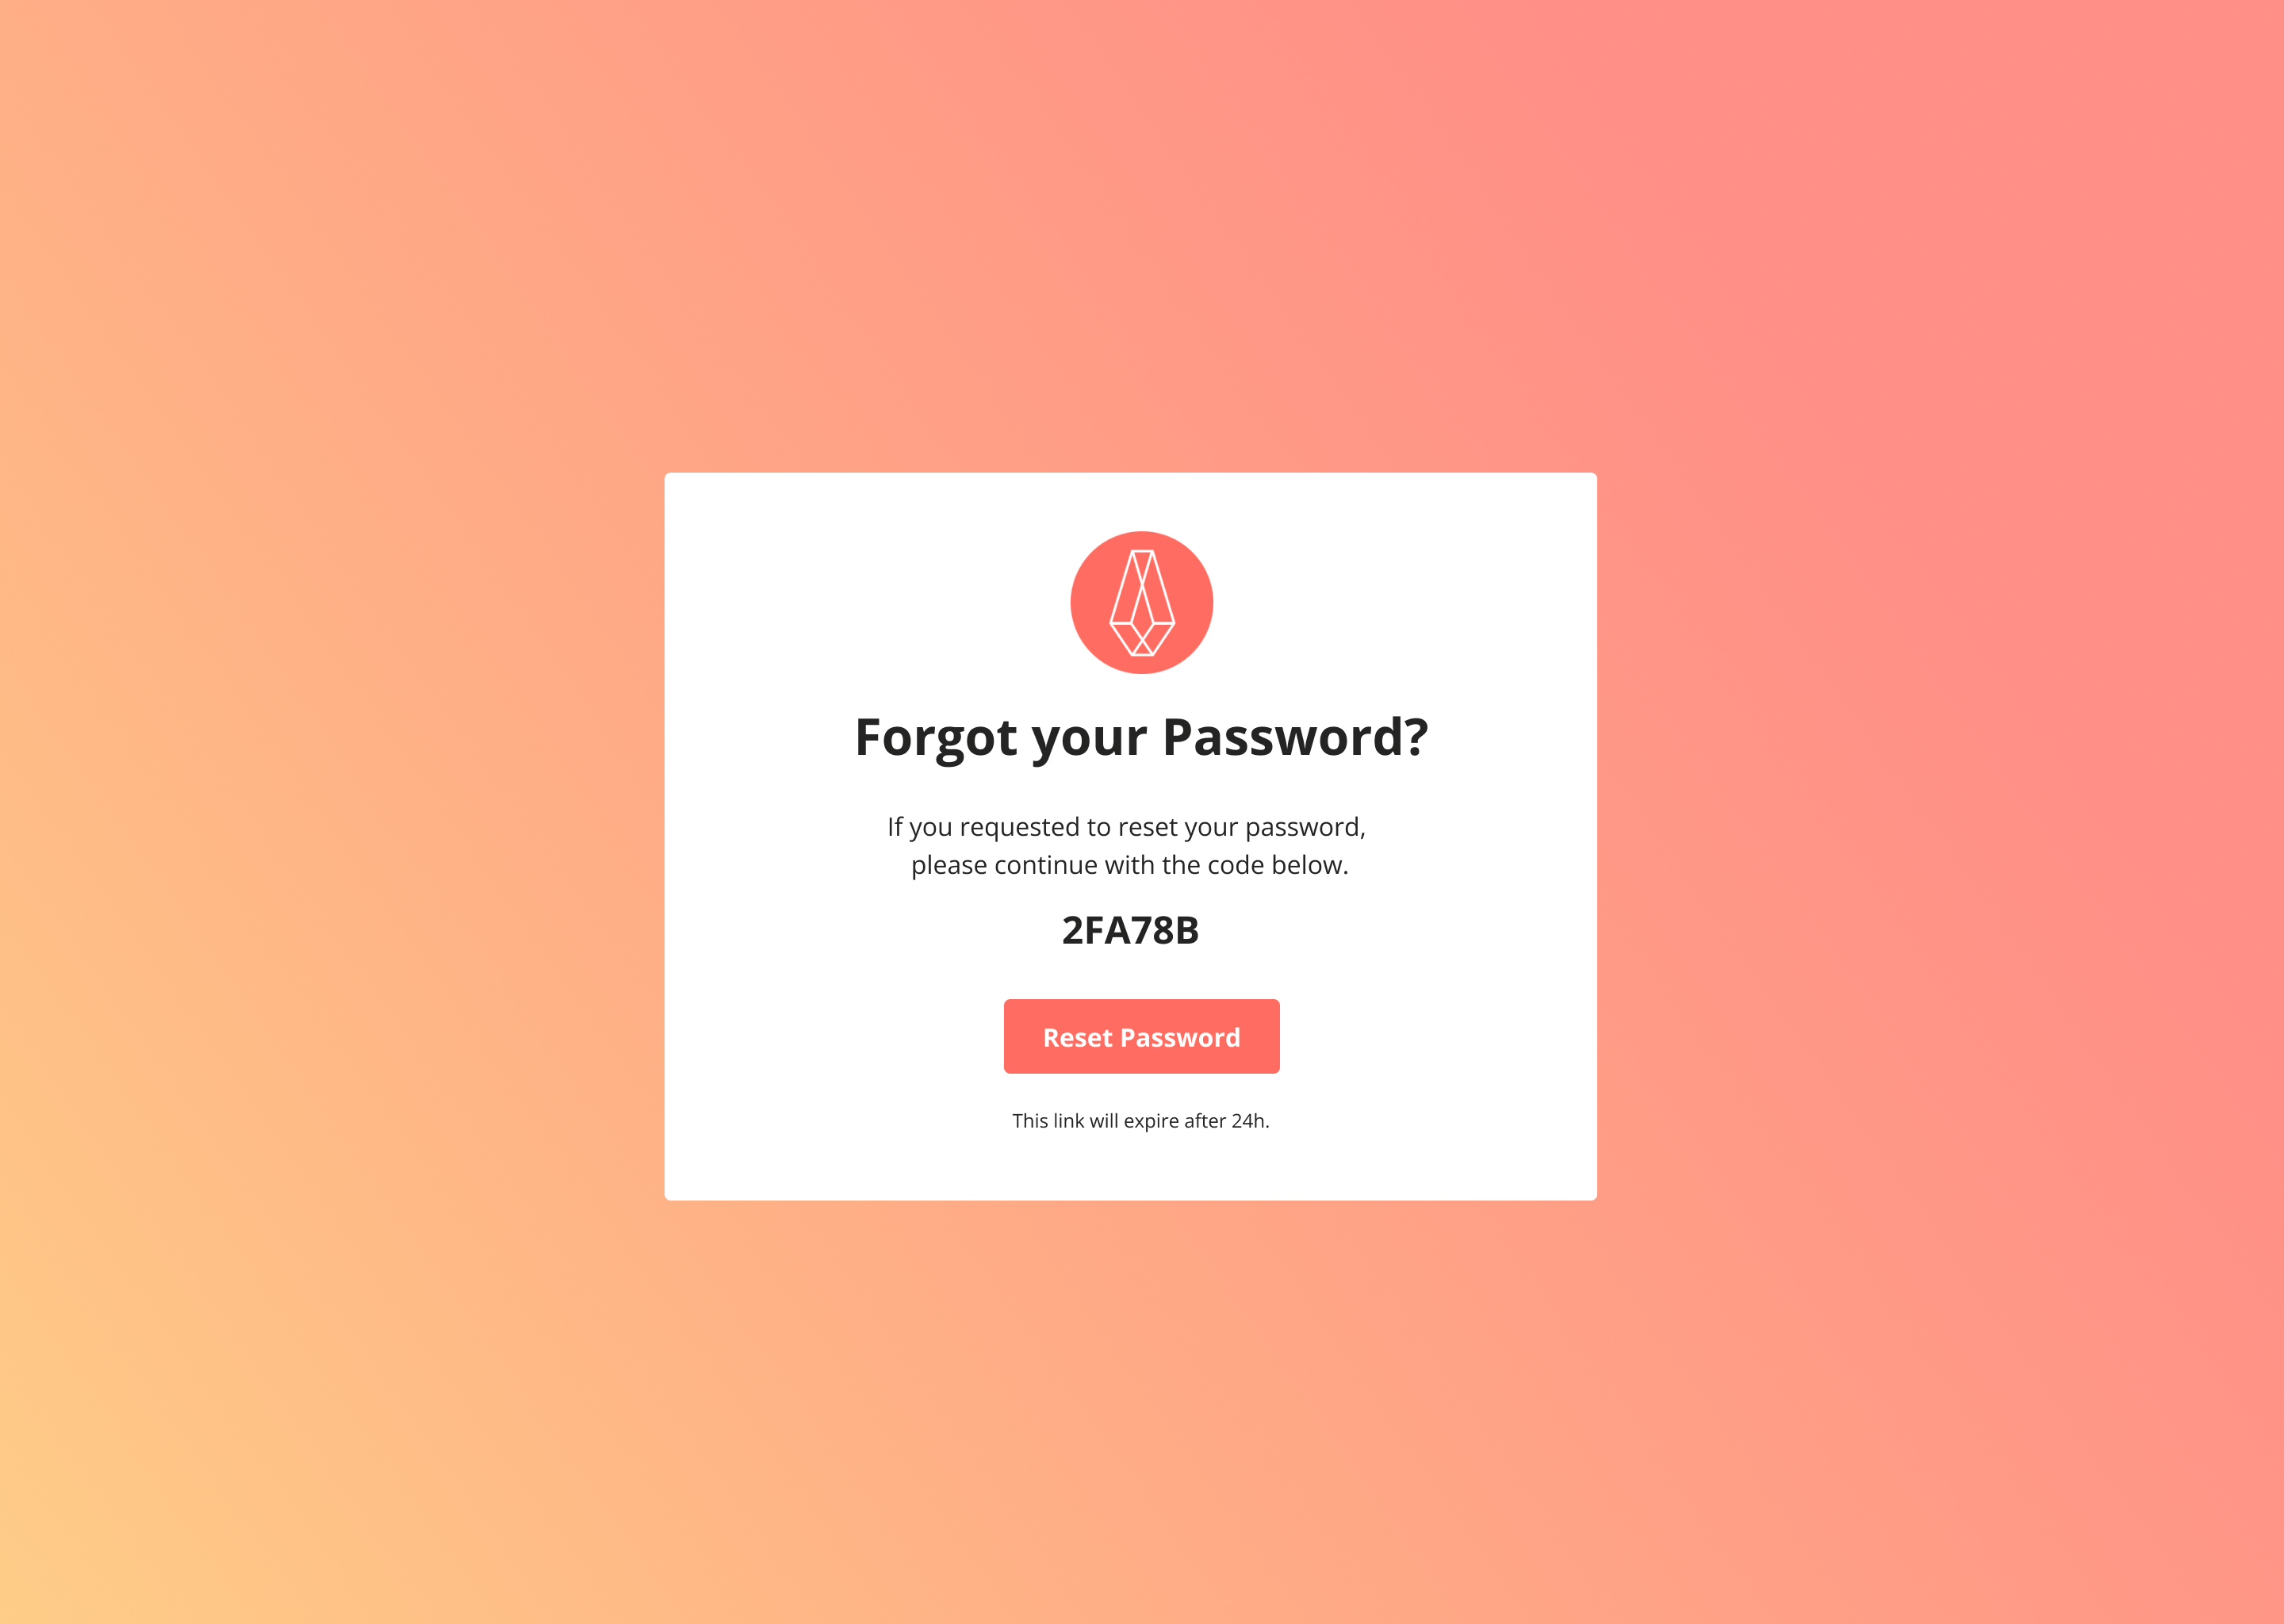 Forgot your Password?
If you requested to reset your password,
please continue with the code below.
2FA78B
Reset Password
This link will expire after 24h.